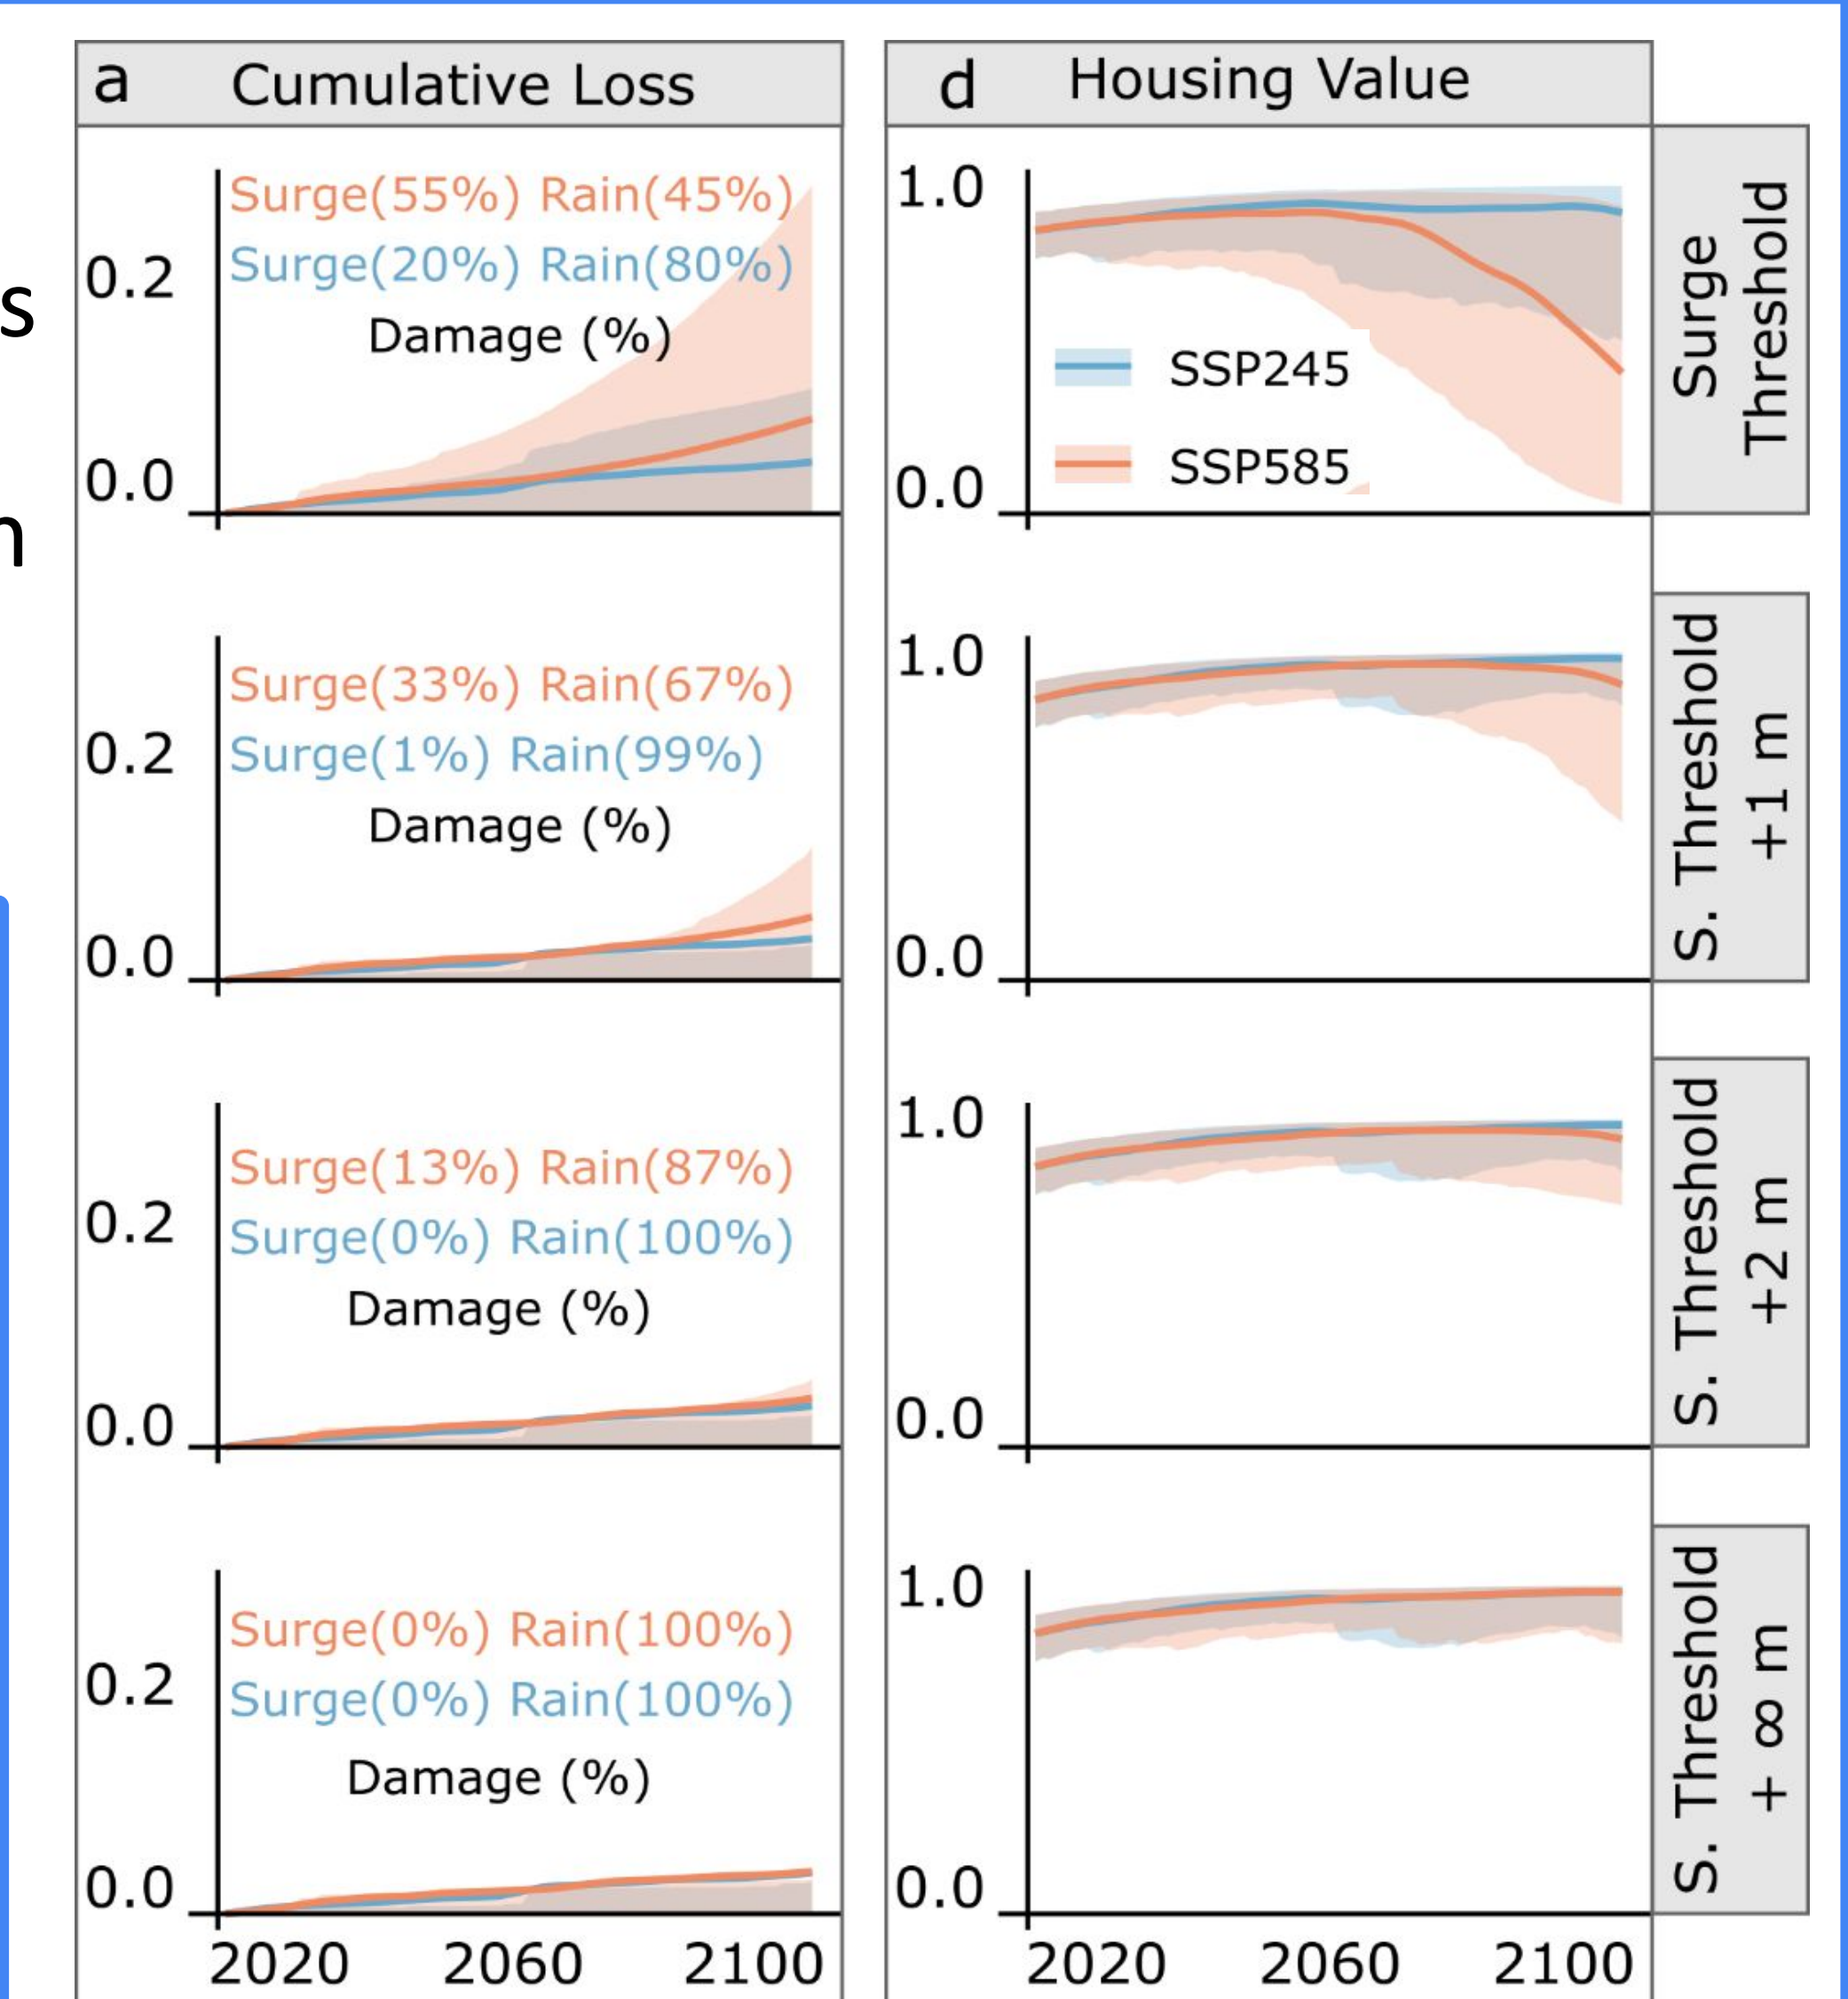 s
n
a Cumulative Loss
Surge(55%) Rain(45%)
Surge(20%) Rain(80%)
0.2
Damage (%)
0.0
Surge(33%) Rain(67%)
Surge(1%) Rain(99%)
0.2
Damage (%)
0.0
Surge(13%) Rain(87%)
0.2
Surge(0%) Rain(100%)
Damage (%)
0.0
Surge(0%) Rain(100%)
0.2
Surge(0%) Rain(100%)
Damage (%)
0.0
2020 2060 2100
d Housing Value
1.0
SSP245
SSP585
0.0
Surge
Threshold
1.0
0.0
S. Threshold
+1 m
1.0
0.0
S. Threshold
+2 m
1.0
0.0
S. Threshold
+ ∞ m
2020 2060 2100